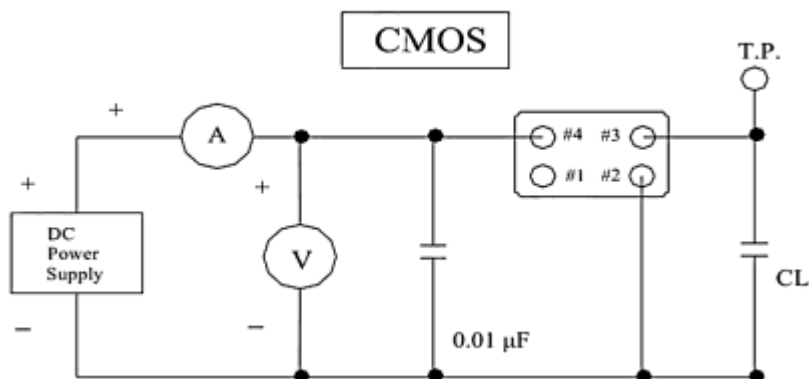 CMOS
T.P.
+
A
#4 #3
+
+
#1 #2
DC
Power
Supply
V
CL
−
−
0.01 μF